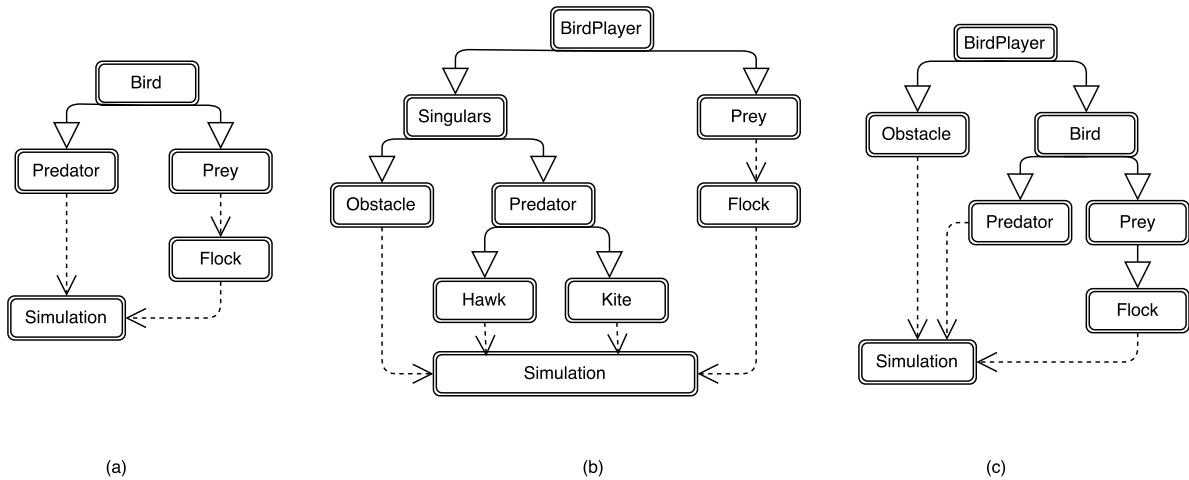 Bird
Predator
Prey
Flock
Simulation
(a)
BirdPlayer
Singulars
Prey
Obstacle
Predator
Flock
Hawk
Kite
Simulation
(b)
BirdPlayer
Obstacle
Bird
Predator
Prey
Flock
Simulation
(c)